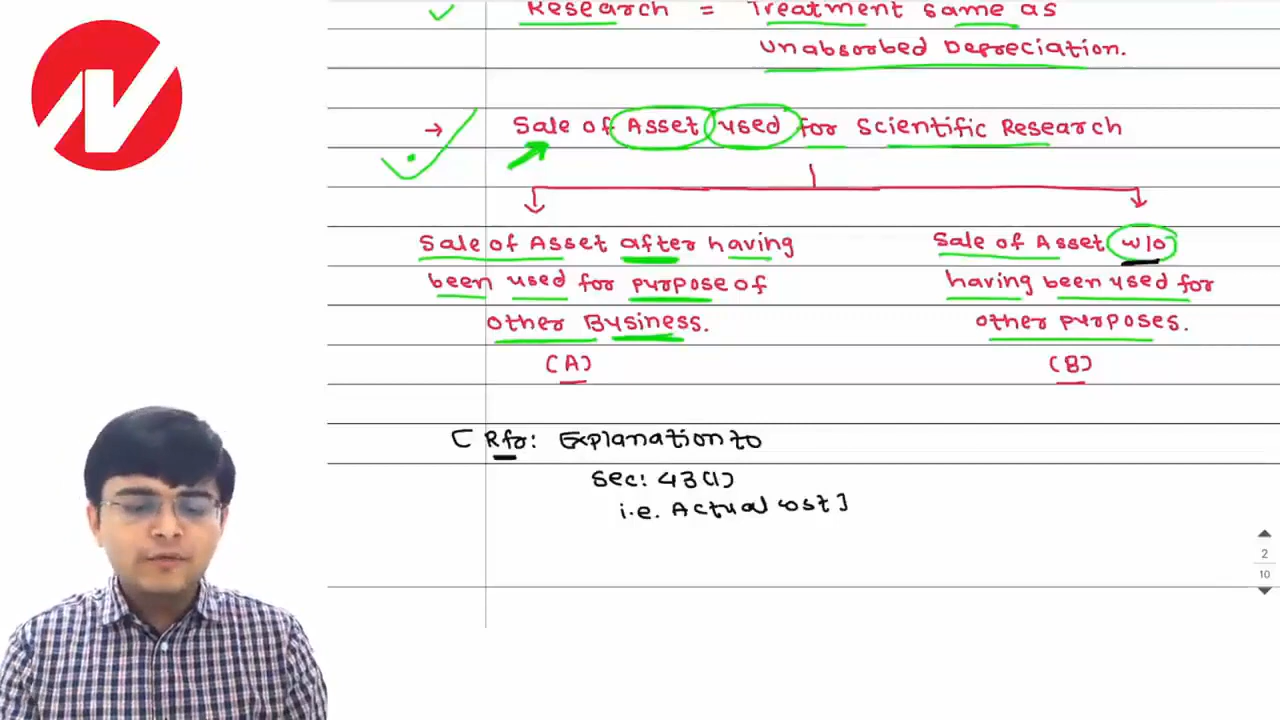 Research = Treatment same as
Unabsorbed Depreciation.
→ Sale of Asset used for Scientific Research
Sale of Asset after having
been used for purpose of
other Business.
(A)
Sale of Asset w/o
having been used for
other purposes.
(B)
[ Rfr: Explanation to
Sec: 43(1)
i.e. Actual cost ]
2
10